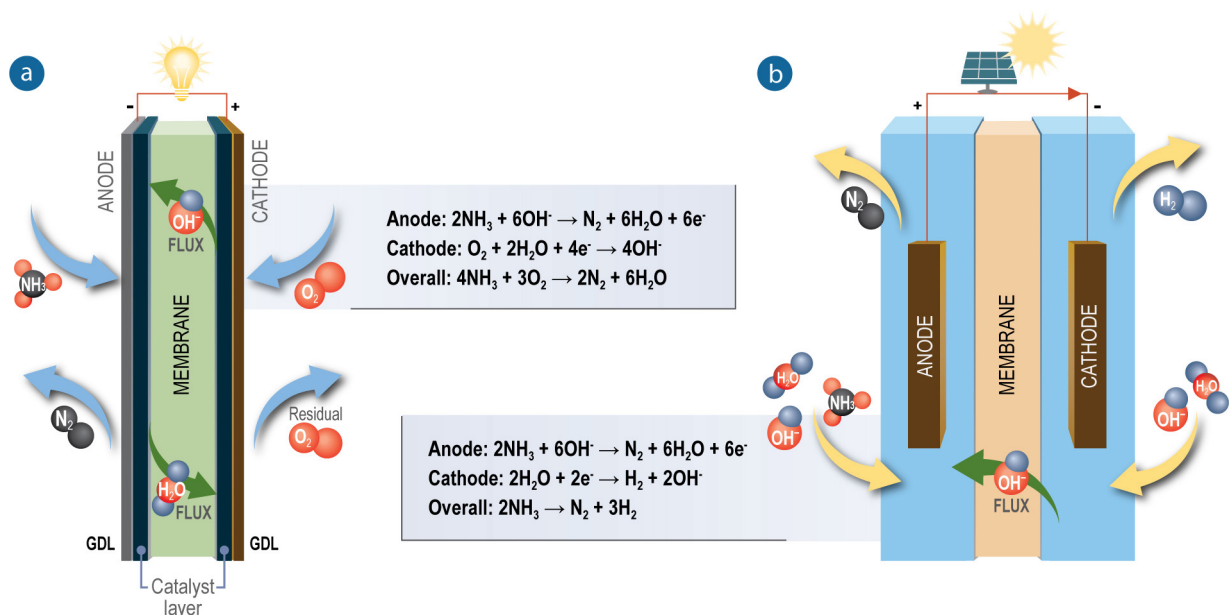 a
-
+
ANODE
CATHODE
OH⁻
FLUX
NH₃
O₂
MEMBRANE
N₂
Residual
O₂
H₂O
FLUX
GDL
GDL
Catalyst
layer
Anode: 2NH₃ + 6OH⁻ → N₂ + 6H₂O + 6e⁻
Cathode: O₂ + 2H₂O + 4e⁻ → 4OH⁻
Overall: 4NH₃ + 3O₂ → 2N₂ + 6H₂O
Anode: 2NH₃ + 6OH⁻ → N₂ + 6H₂O + 6e⁻
Cathode: 2H₂O + 2e⁻ → H₂ + 2OH⁻
Overall: 2NH₃ → N₂ + 3H₂
b
+
-
N₂
H₂
ANODE
MEMBRANE
CATHODE
H₂O
NH₃
OH⁻
H₂O
OH⁻
OH⁻
FLUX